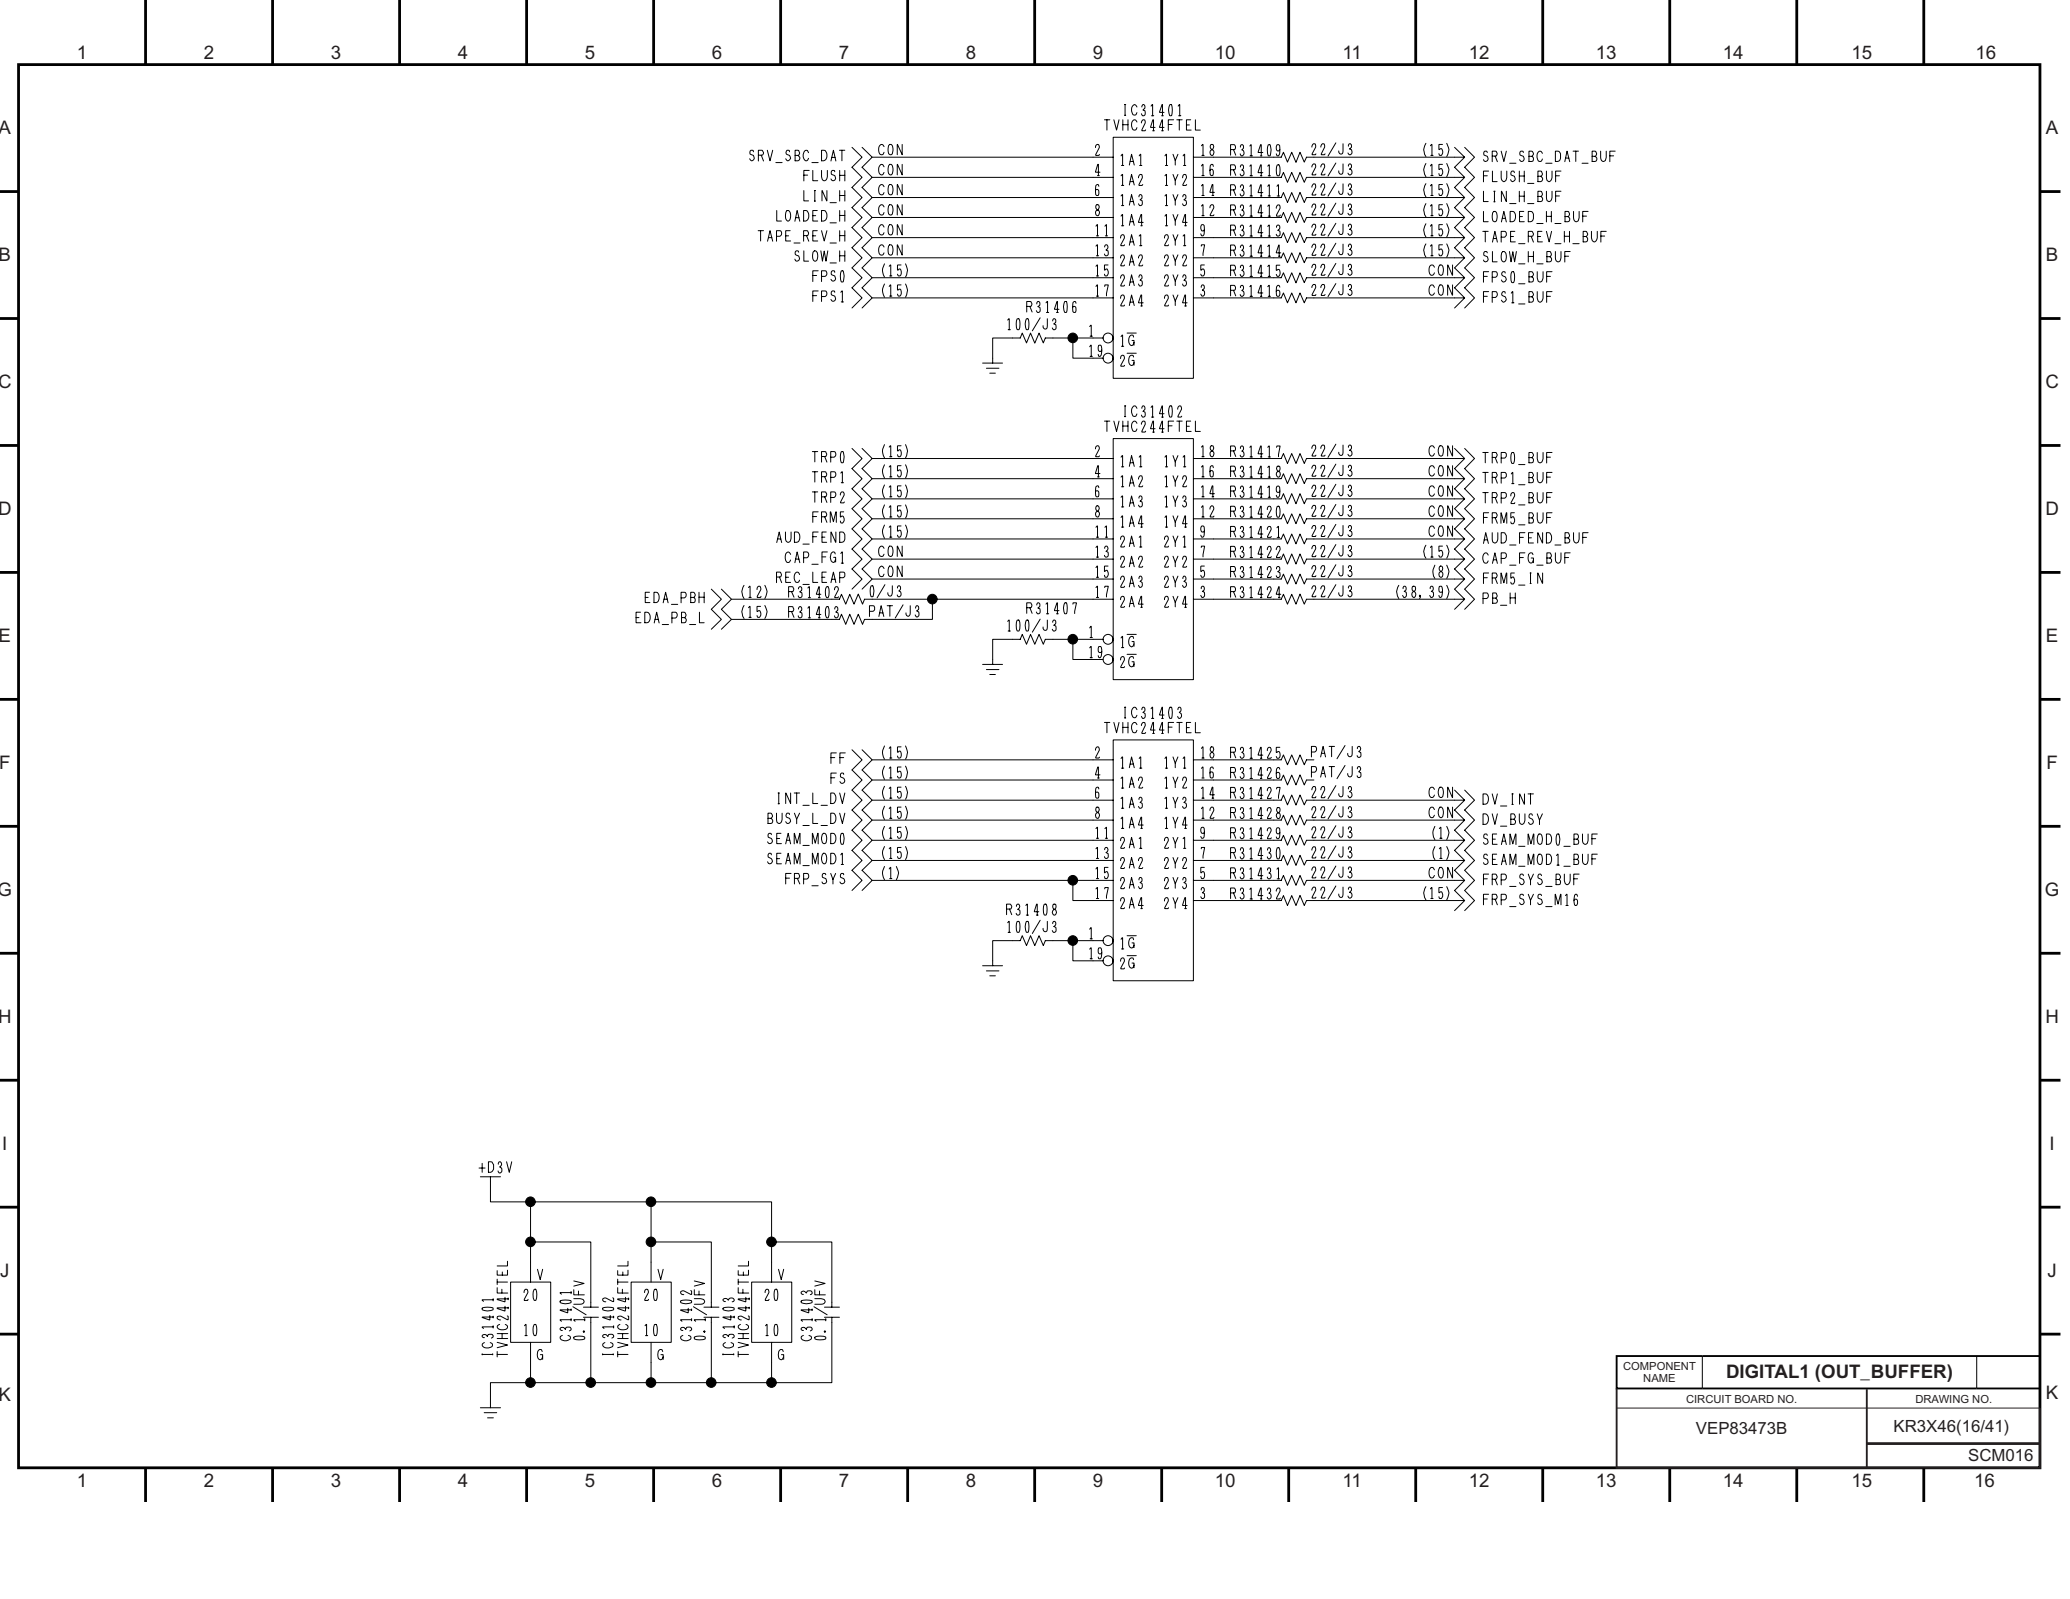 1 2 3 4 5 6 7 8 9 10 11 12 13 14 15 16
A A
B B
C C
D D
E E
F F
G G
H H
I I
J J
K K
IC31401
TVHC244FTEL
SRV_SBC_DAT CON 2 1A1 1Y1 18 R31409 22/J3 (15) SRV_SBC_DAT_BUF
FLUSH CON 4 1A2 1Y2 16 R31410 22/J3 (15) FLUSH_BUF
LIN_H CON 6 1A3 1Y3 14 R31411 22/J3 (15) LIN_H_BUF
LOADED_H CON 8 1A4 1Y4 12 R31412 22/J3 (15) LOADED_H_BUF
TAPE_REV_H CON 11 2A1 2Y1 9 R31413 22/J3 (15) TAPE_REV_H_BUF
SLOW_H CON 13 2A2 2Y2 7 R31414 22/J3 (15) SLOW_H_BUF
FPS0 (15) 15 2A3 2Y3 5 R31415 22/J3 CON FPS0_BUF
FPS1 (15) 17 2A4 2Y4 3 R31416 22/J3 CON FPS1_BUF
R31406
100/J3 1 1G
19 2G
IC31402
TVHC244FTEL
TRP0 (15) 2 1A1 1Y1 18 R31417 22/J3 CON TRP0_BUF
TRP1 (15) 4 1A2 1Y2 16 R31418 22/J3 CON TRP1_BUF
TRP2 (15) 6 1A3 1Y3 14 R31419 22/J3 CON TRP2_BUF
FRM5 (15) 8 1A4 1Y4 12 R31420 22/J3 CON FRM5_BUF
AUD_FEND (15) 11 2A1 2Y1 9 R31421 22/J3 CON AUD_FEND_BUF
CAP_FG1 CON 13 2A2 2Y2 7 R31422 22/J3 (15) CAP_FG_BUF
REC_LEAP CON 15 2A3 2Y3 5 R31423 22/J3 (8) FRM5_IN
EDA_PBH (12) R31402 0/J3 17 2A4 2Y4 3 R31424 22/J3 (38,39) PB_H
EDA_PB_L (15) R31403 PAT/J3
R31407
100/J3 1 1G
19 2G
IC31403
TVHC244FTEL
FF (15) 2 1A1 1Y1 18 R31425 PAT/J3
FS (15) 4 1A2 1Y2 16 R31426 PAT/J3
INT_L_DV (15) 6 1A3 1Y3 14 R31427 22/J3 CON DV_INT
BUSY_L_DV (15) 8 1A4 1Y4 12 R31428 22/J3 CON DV_BUSY
SEAM_MOD0 (15) 11 2A1 2Y1 9 R31429 22/J3 (1) SEAM_MOD0_BUF
SEAM_MOD1 (15) 13 2A2 2Y2 7 R31430 22/J3 (1) SEAM_MOD1_BUF
FRP_SYS (1) 15 2A3 2Y3 5 R31431 22/J3 CON FRP_SYS_BUF
17 2A4 2Y4 3 R31432 22/J3 (15) FRP_SYS_M16
R31408
100/J3 1 1G
19 2G
+D3V
IC31401
TVHC244FTEL
V
20
10
G
C31401
0.1/UFV
IC31402
TVHC244FTEL
20
10
G
V
C31402
0.1/UFV
IC31403
TVHC244FTEL
V
20
10
G
C31403
0.1/UFV
COMPONENT NAME DIGITAL1 (OUT_BUFFER)
CIRCUIT BOARD NO. DRAWING NO.
VEP83473B KR3X46(16/41)
SCM016
1 2 3 4 5 6 7 8 9 10 11 12 13 14 15 16